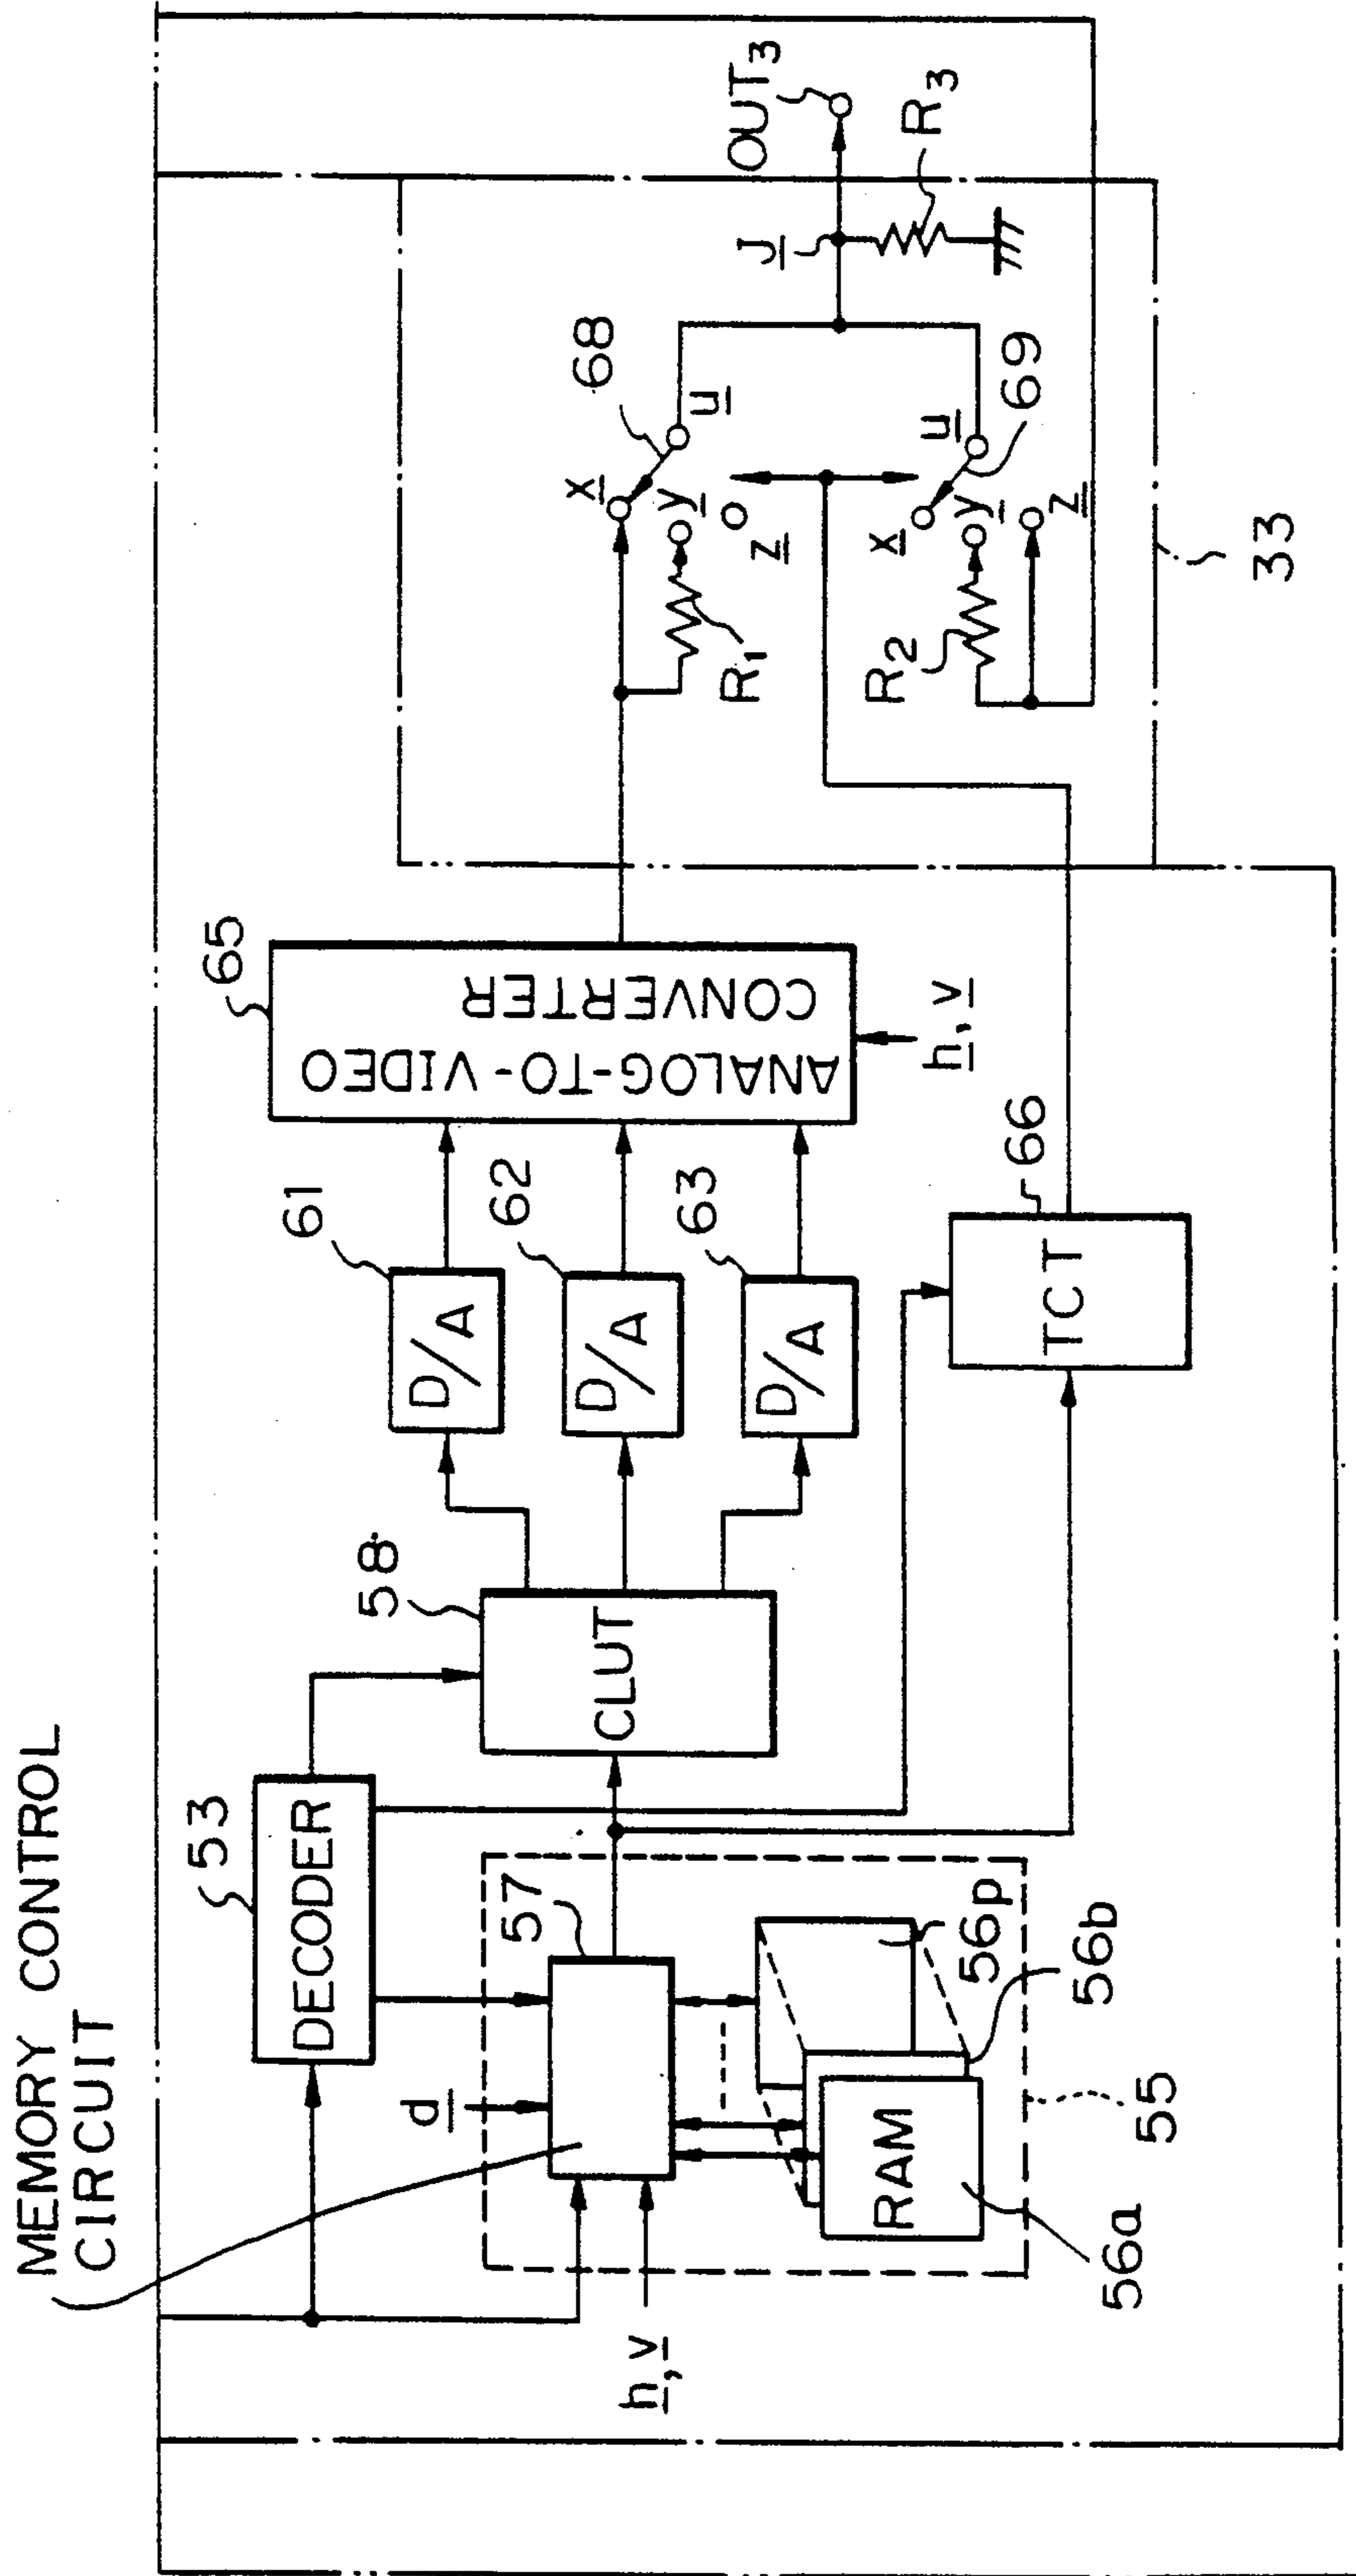 MEMORY CONTROL
CIRCUIT
53
DECODER
d
h, v
57
RAM
56a
56b
56p
55
58
CLUT
61
D/A
62
D/A
63
D/A
65
ANALOG-TO-VIDEO
CONVERTER
h, v
66
TCT
68
x
y
z
u
R1
69
x
y
z
u
R2
J
OUT3
R3
33